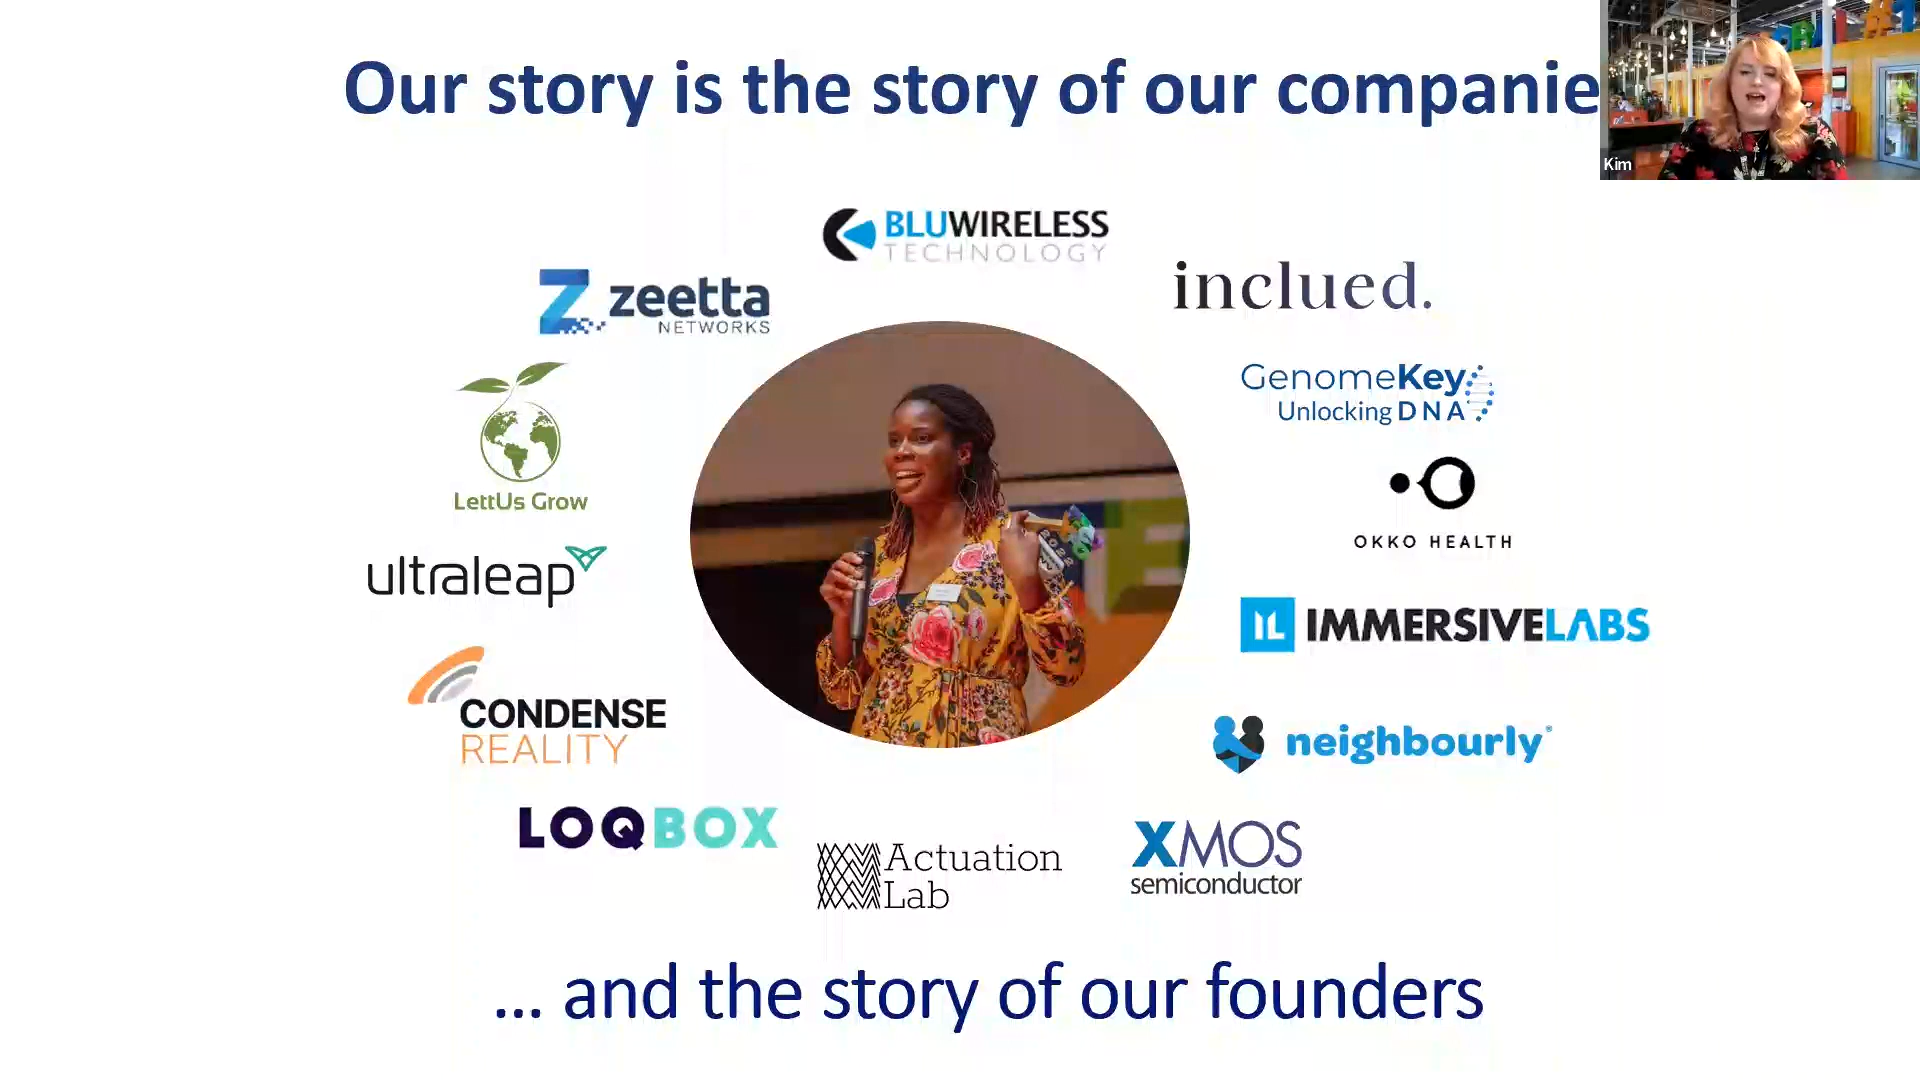 Our story is the story of our companie
Kim
BLUWIRELESS
TECHNOLOGY
zeetta
NETWORKS
inclued.
GenomeKey
Unlocking DNA
LettUs Grow
OKKO HEALTH
ultraleap
IL IMMERSIVELABS
CONDENSE
REALITY
neighbourly
LOQBOX
Actuation
Lab
XMOS
semiconductor
... and the story of our founders